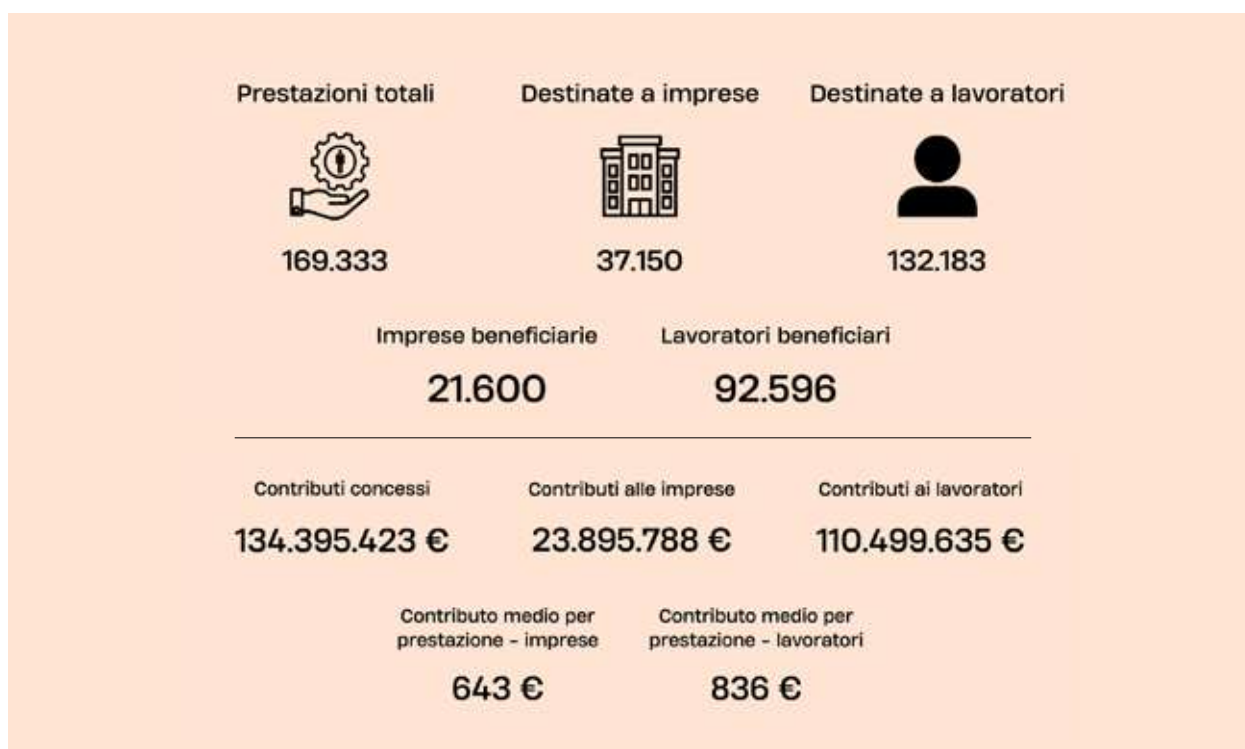 Prestazioni totali
Destinate a imprese
Destinate a lavoratori
169.333
37.150
132.183
Imprese beneficiarie
Lavoratori beneficiari
21.600
92.596
Contributi concessi
Contributi alle imprese
Contributi ai lavoratori
134.395.423 €
23.895.788 €
110.499.635 €
Contributo medio per
prestazione - imprese
Contributo medio per
prestazione - lavoratori
643 €
836 €